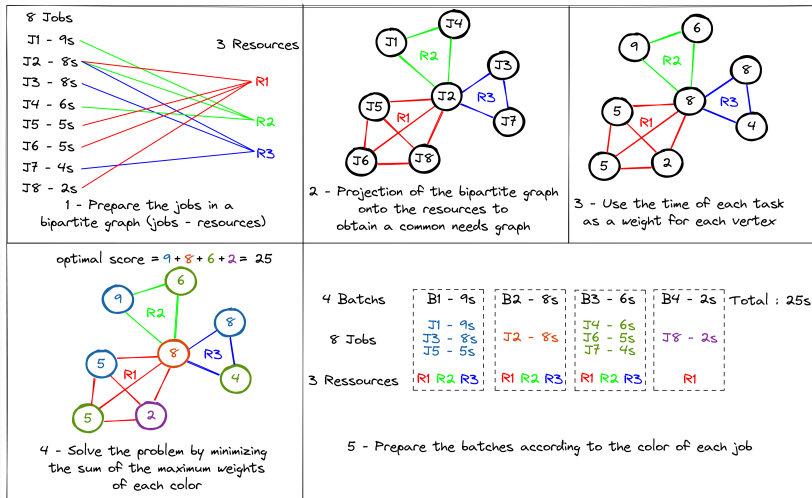 8 Jobs
J1 - 9s
J2 - 8s
J3 - 8s
J4 - 6s
J5 - 5s
J6 - 5s
J7 - 4s
J8 - 2s
3 Resources
R1
R2
R3
1 - Prepare the jobs in a
bipartite graph (jobs - resources)
J4
J1
R2
J3
J2
R3
J5
R1
J7
J6
J8
2 - Projection of the bipartite graph
onto the resources to
obtain a common needs graph
6
9
R2
8
8
R3
5
R1
4
5
2
3 - Use the time of each task
as a weight for each vertex
optimal score = 9 + 8 + 6 + 2 = 25
6
9
R2
8
8
R3
5
R1
4
5
2
4 - Solve the problem by minimizing
the sum of the maximum weights
of each color
4 Batchs
B1 - 9s
B2 - 8s
B3 - 6s
B4 - 2s
Total : 25s
8 Jobs
J1 - 9s
J3 - 8s
J5 - 5s
J2 - 8s
J4 - 6s
J6 - 5s
J7 - 4s
J8 - 2s
3 Ressources
R1 R2 R3
R1 R2 R3
R1 R2 R3
R1
5 - Prepare the batches according to the color of each job